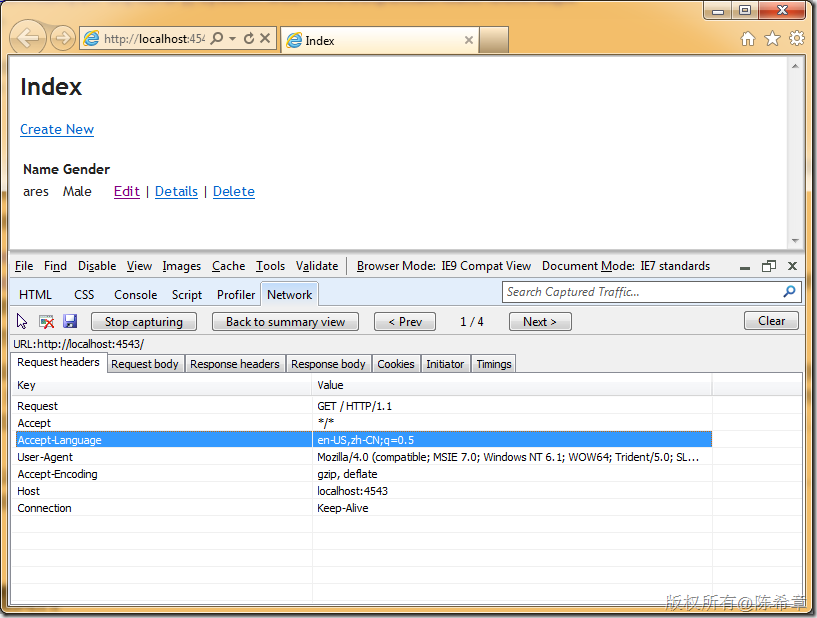 http://localhost:454
Index
Index
Create New
Name Gender
ares Male Edit | Details | Delete
File Find Disable View Images Cache Tools Validate Browser Mode: IE9 Compat View Document Mode: IE7 standards
HTML CSS Console Script Profiler Network Search Captured Traffic...
Stop capturing Back to summary view < Prev 1 / 4 Next > Clear
URL:http://localhost:4543/
Request headers Request body Response headers Response body Cookies Initiator Timings
Key Value
Request GET / HTTP/1.1
Accept */*
Accept-Language en-US,zh-CN;q=0.5
User-Agent Mozilla/4.0 (compatible; MSIE 7.0; Windows NT 6.1; WOW64; Trident/5.0; SL...
Accept-Encoding gzip, deflate
Host localhost:4543
Connection Keep-Alive
版权所有@陈希章